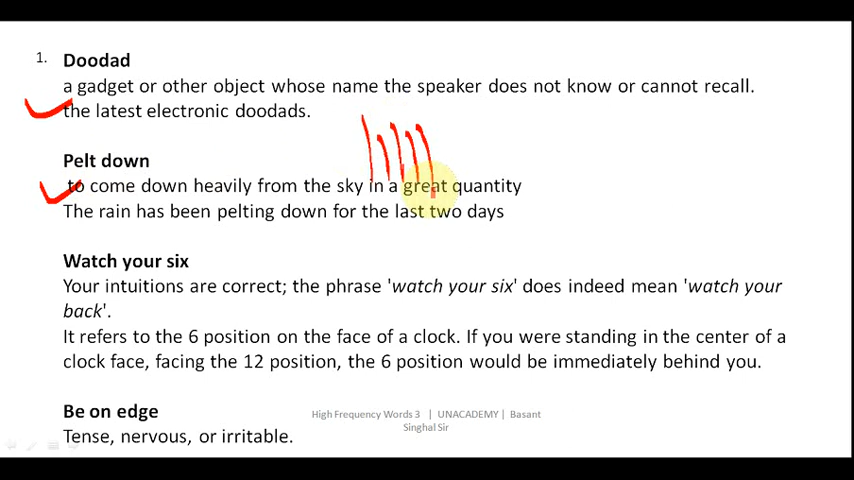 1. Doodad
a gadget or other object whose name the speaker does not know or cannot recall.
the latest electronic doodads.
Pelt down
to come down heavily from the sky in a great quantity
The rain has been pelting down for the last two days
Watch your six
Your intuitions are correct; the phrase 'watch your six' does indeed mean 'watch your
back'.
It refers to the 6 position on the face of a clock. If you were standing in the center of a
clock face, facing the 12 position, the 6 position would be immediately behind you.
Be on edge
Tense, nervous, or irritable.
High Frequency Words 3 | UNACADEMY | Basant
Singhal Sir